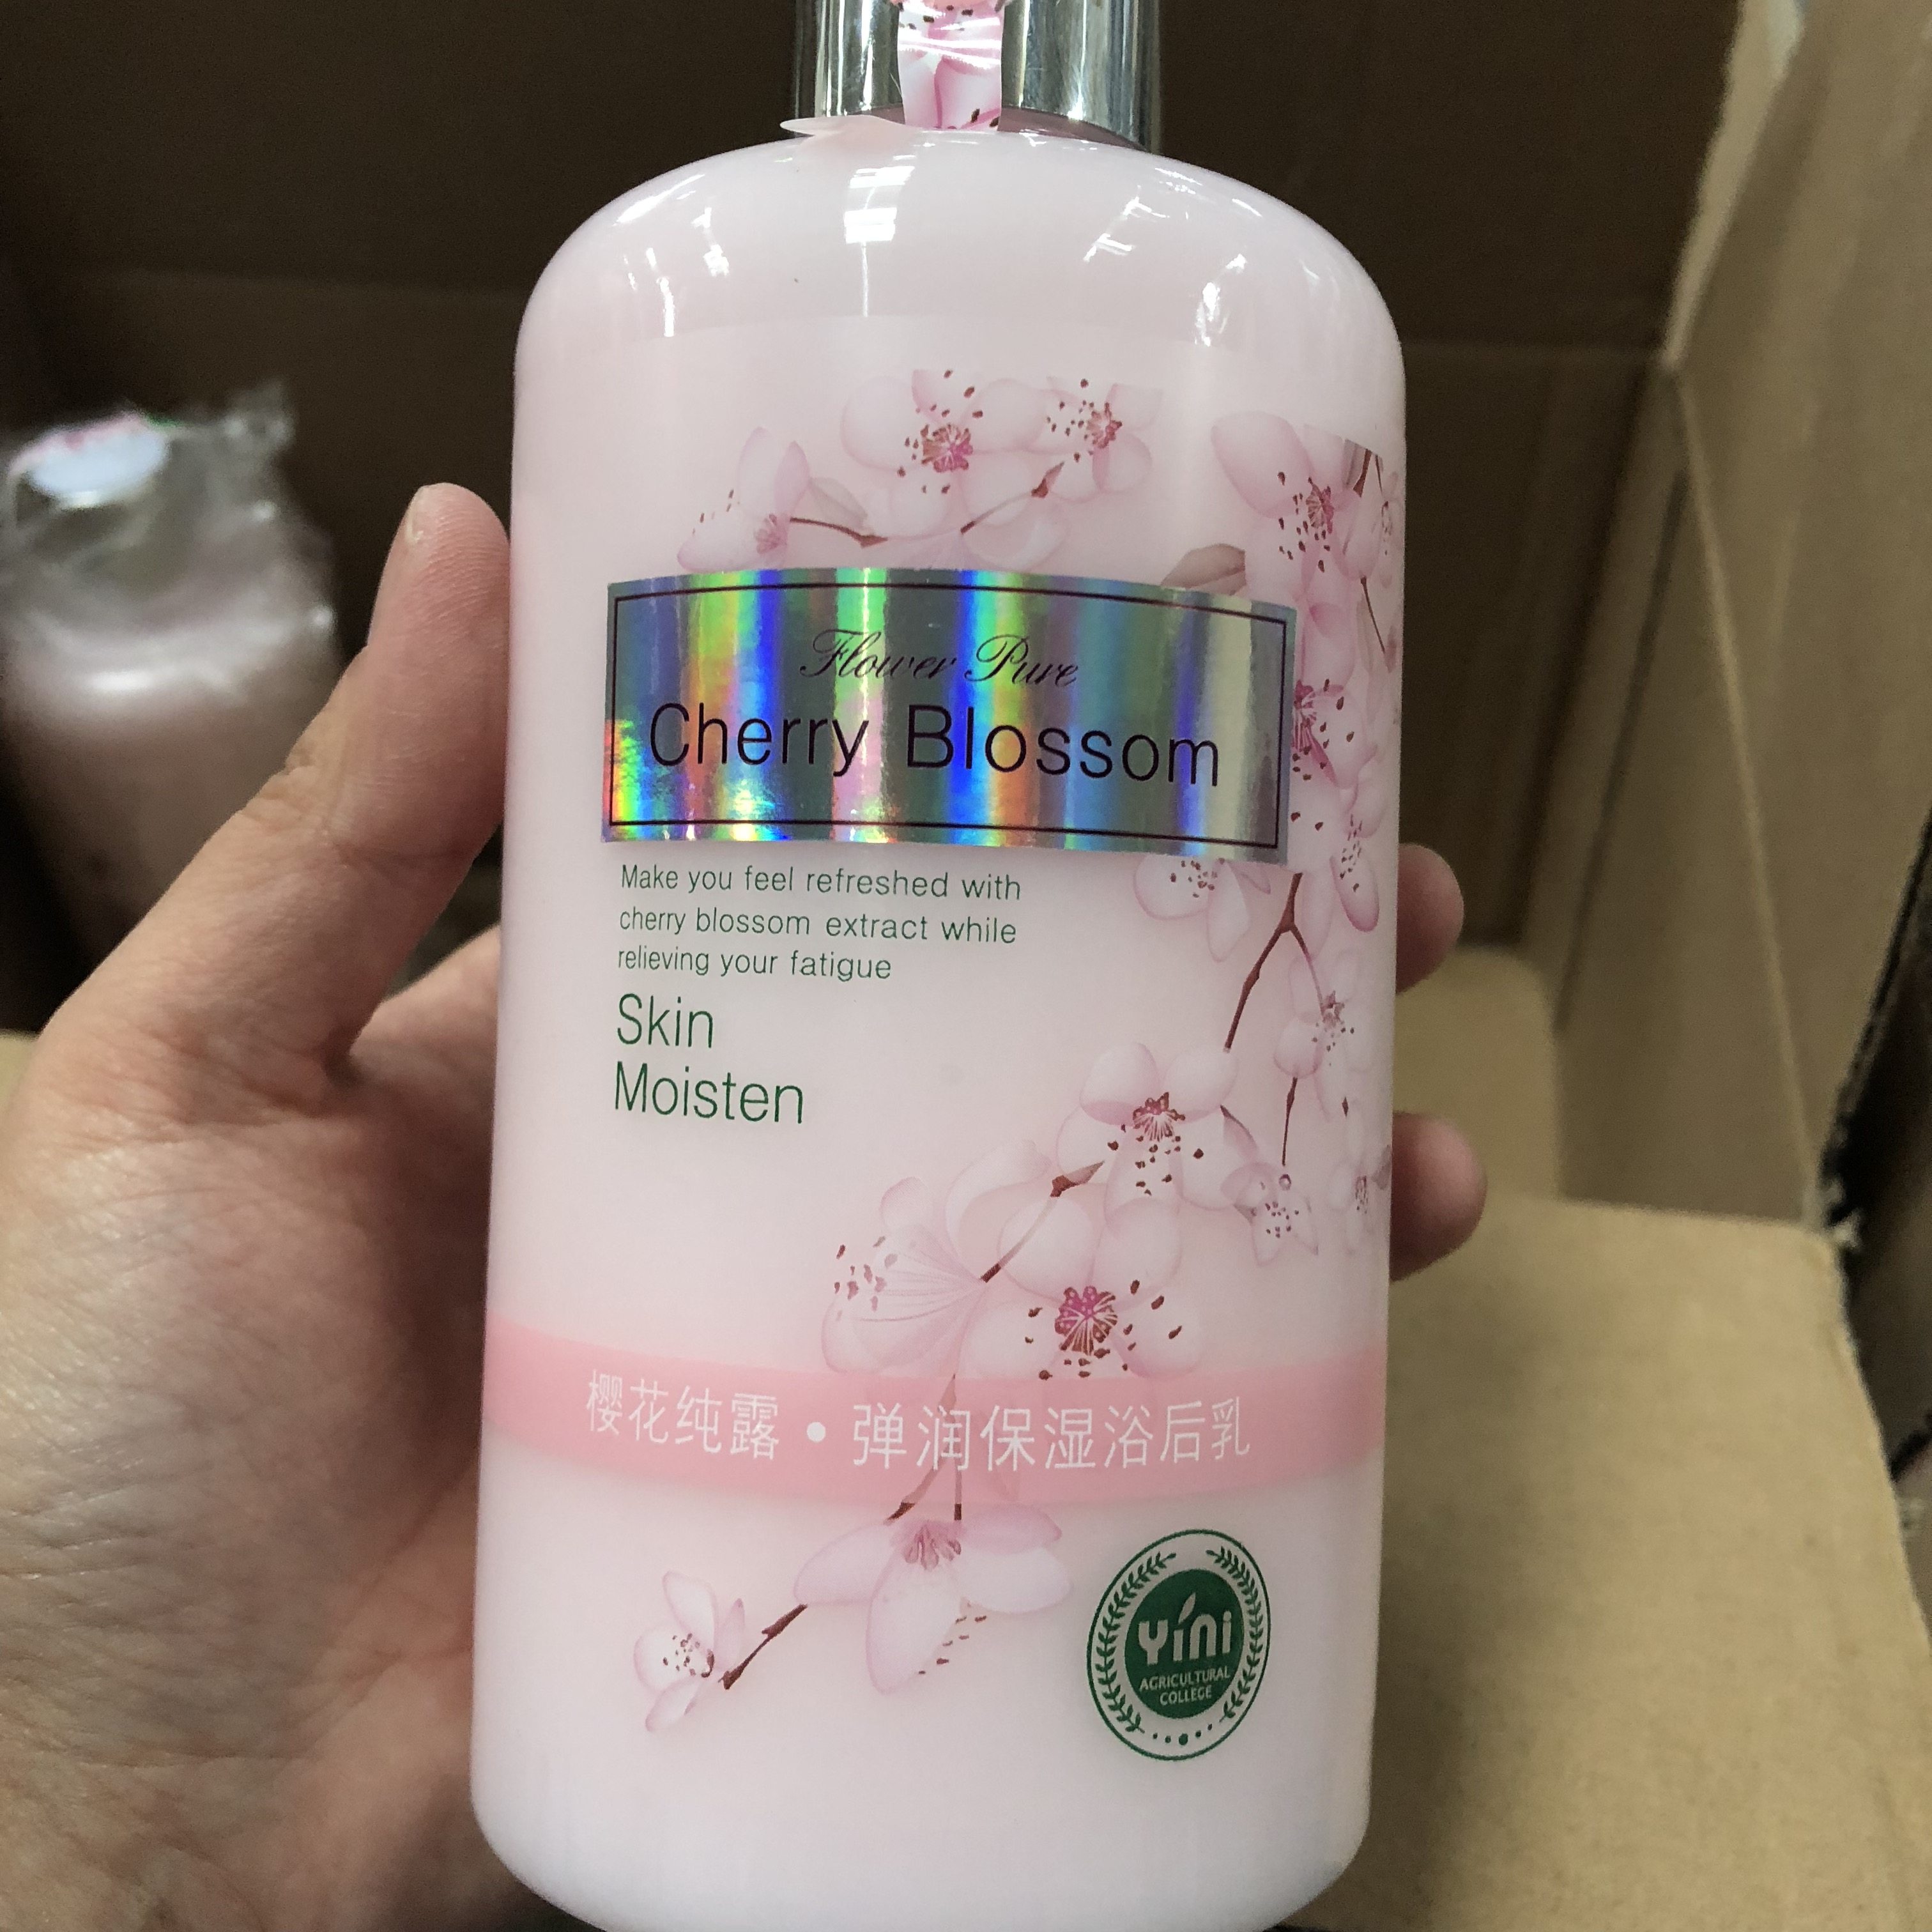 Flower Pure
Cherry Blossom
Make you feel refreshed with
cherry blossom extract while
relieving your fatigue
Skin
Moisten
樱花纯露•弹润保湿浴后乳
Yini
AGRICULTURAL
COLLEGE